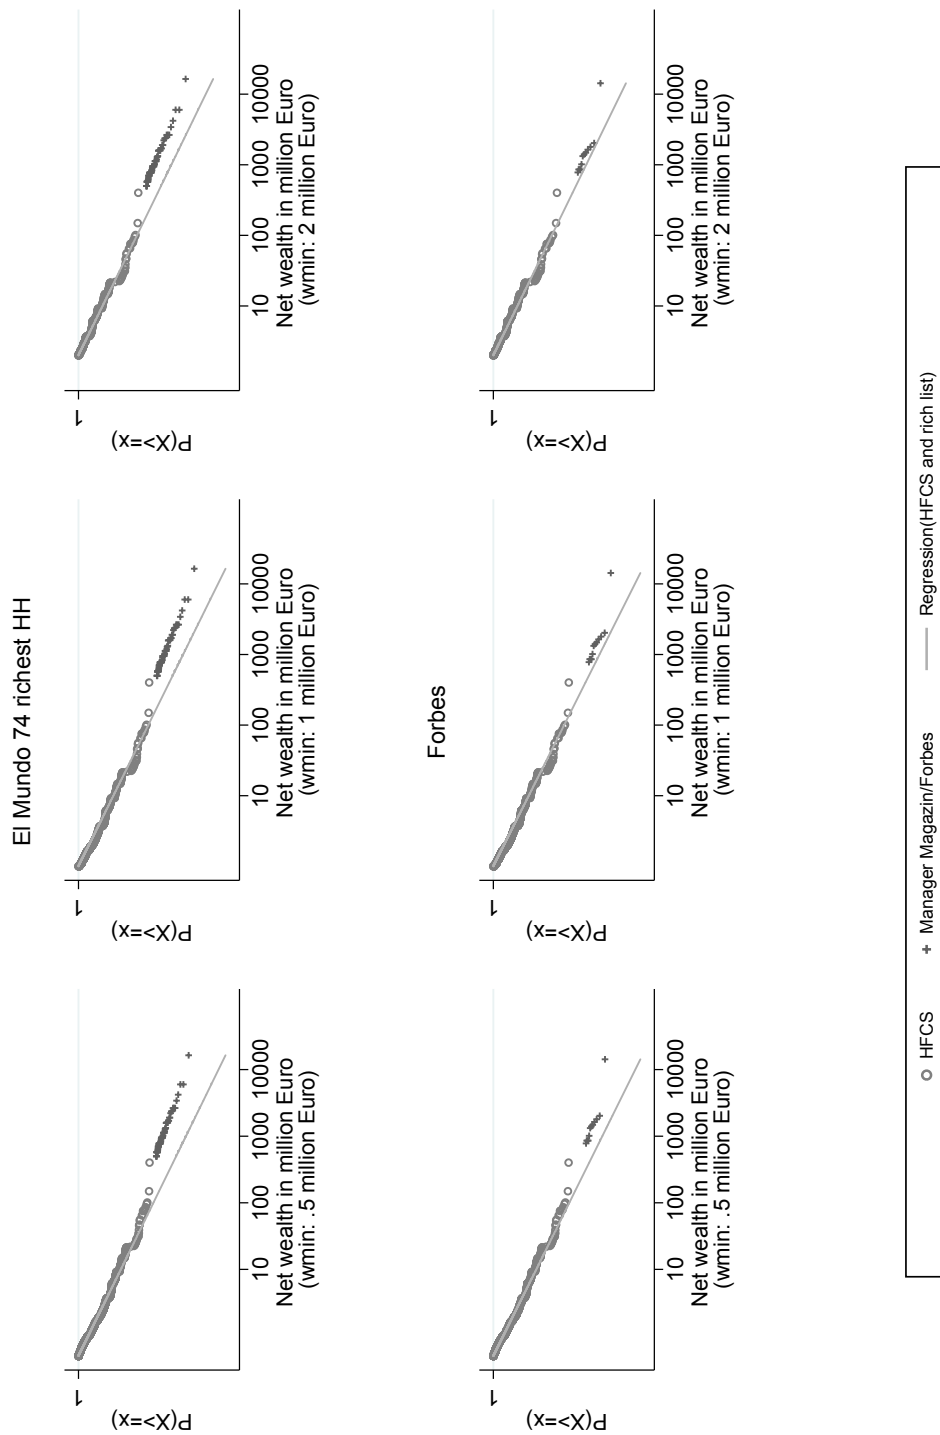 El Mundo 74 richest HH
P(X>=x)
1
10 100 1000 10000
Net wealth in million Euro
(wmin: .5 million Euro)
P(X>=x)
1
10 100 1000 10000
Net wealth in million Euro
(wmin: 1 million Euro)
P(X>=x)
1
10 100 1000 10000
Net wealth in million Euro
(wmin: 2 million Euro)
Forbes
P(X>=x)
1
10 100 1000 10000
Net wealth in million Euro
(wmin: .5 million Euro)
P(X>=x)
1
10 100 1000 10000
Net wealth in million Euro
(wmin: 1 million Euro)
P(X>=x)
1
10 100 1000 10000
Net wealth in million Euro
(wmin: 2 million Euro)
HFCS Manager Magazin/Forbes Regression(HFCS and rich list)